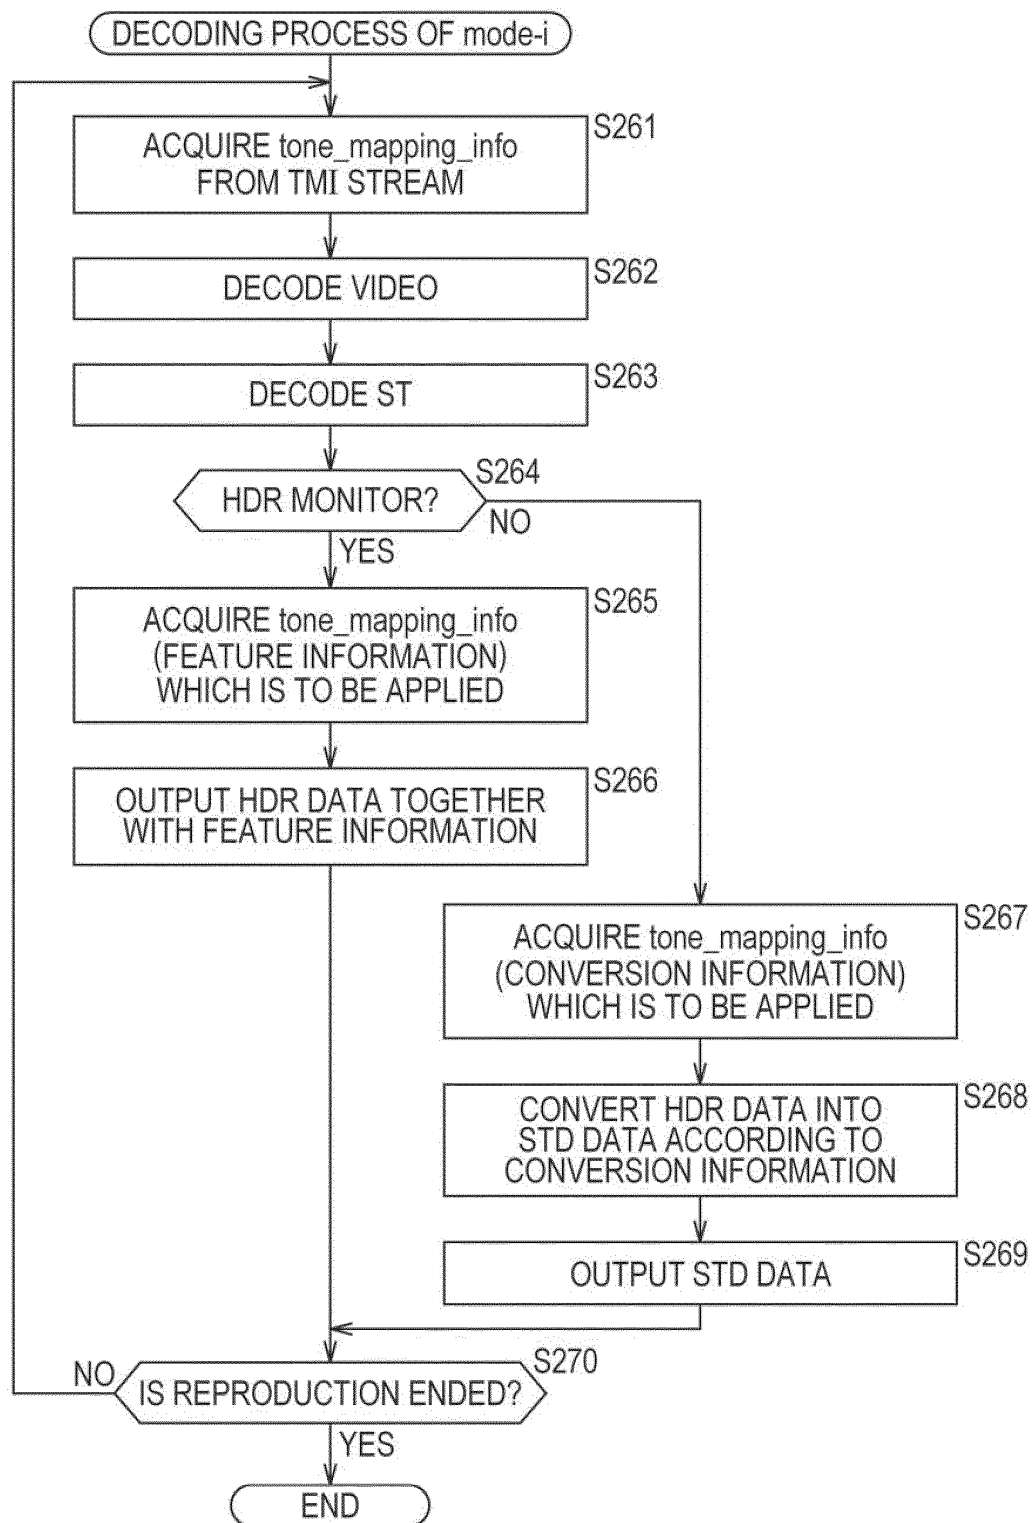 DECODING PROCESS OF mode-i
S261
ACQUIRE tone_mapping_info
FROM TMI STREAM
S262
DECODE VIDEO
S263
DECODE ST
S264
HDR MONITOR?
NO
YES
S265
ACQUIRE tone_mapping_info
(FEATURE INFORMATION)
WHICH IS TO BE APPLIED
S266
OUTPUT HDR DATA TOGETHER
WITH FEATURE INFORMATION
S267
ACQUIRE tone_mapping_info
(CONVERSION INFORMATION)
WHICH IS TO BE APPLIED
S268
CONVERT HDR DATA INTO
STD DATA ACCORDING TO
CONVERSION INFORMATION
S269
OUTPUT STD DATA
S270
NO
IS REPRODUCTION ENDED?
YES
END